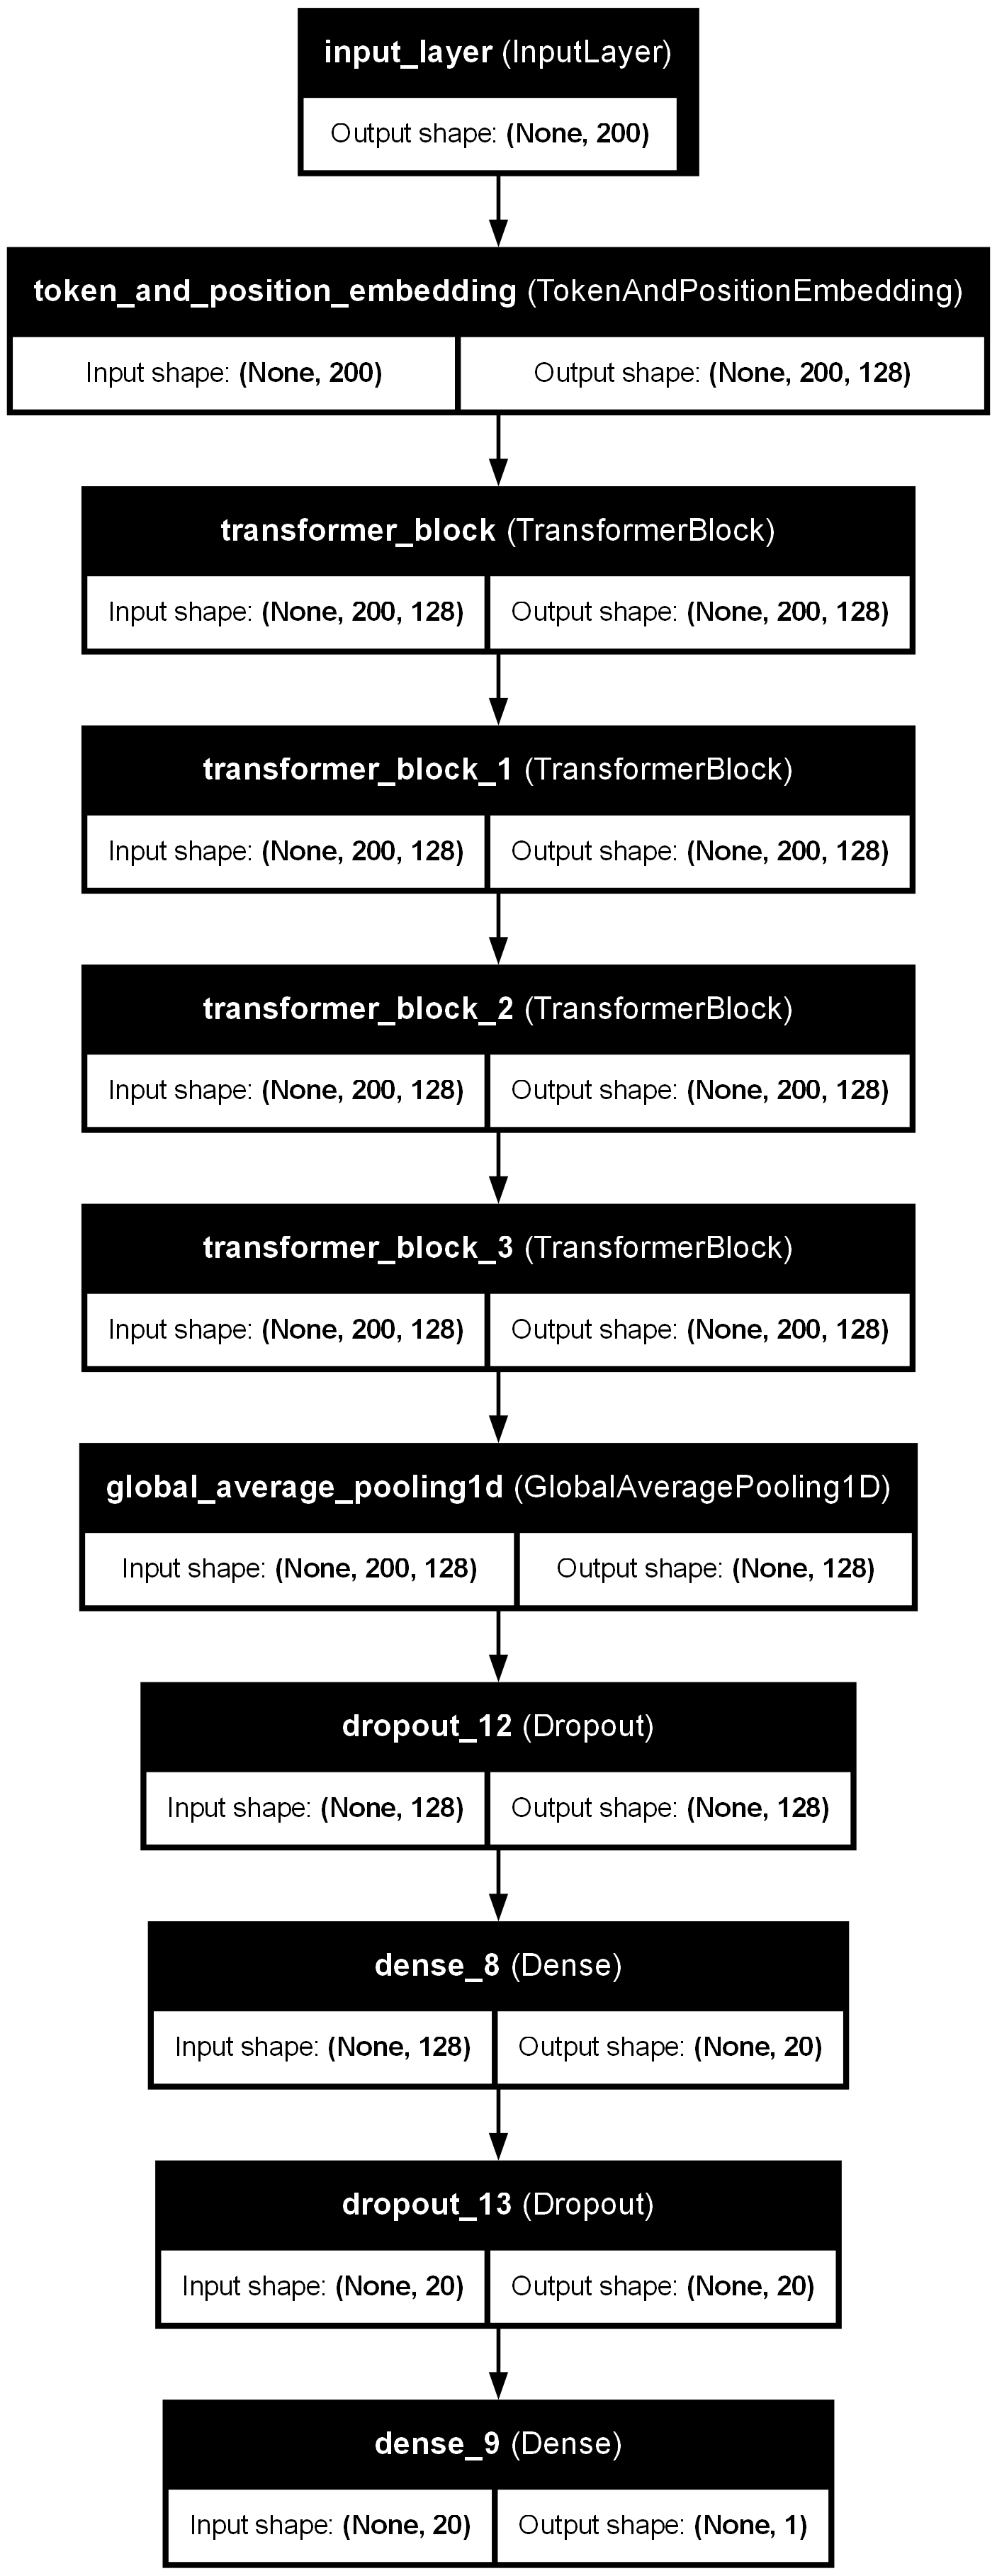 input_layer (InputLayer)
Output shape: (None, 200)
token_and_position_embedding (TokenAndPositionEmbedding)
Input shape: (None, 200) Output shape: (None, 200, 128)
transformer_block (TransformerBlock)
Input shape: (None, 200, 128) Output shape: (None, 200, 128)
transformer_block_1 (TransformerBlock)
Input shape: (None, 200, 128) Output shape: (None, 200, 128)
transformer_block_2 (TransformerBlock)
Input shape: (None, 200, 128) Output shape: (None, 200, 128)
transformer_block_3 (TransformerBlock)
Input shape: (None, 200, 128) Output shape: (None, 200, 128)
global_average_pooling1d (GlobalAveragePooling1D)
Input shape: (None, 200, 128) Output shape: (None, 128)
dropout_12 (Dropout)
Input shape: (None, 128) Output shape: (None, 128)
dense_8 (Dense)
Input shape: (None, 128) Output shape: (None, 20)
dropout_13 (Dropout)
Input shape: (None, 20) Output shape: (None, 20)
dense_9 (Dense)
Input shape: (None, 20) Output shape: (None, 1)